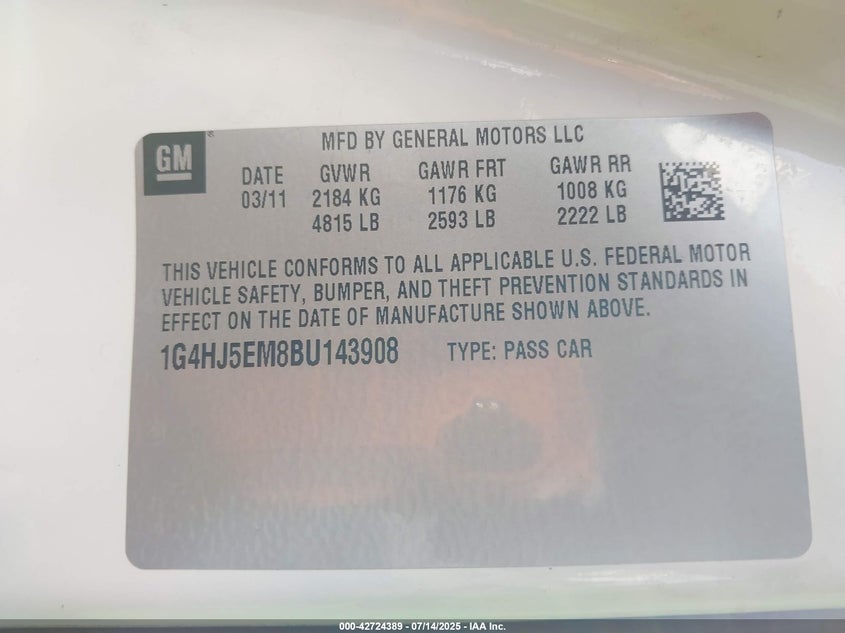 GM®
MFD BY GENERAL MOTORS LLC
DATE GVWR GAWR FRT GAWR RR
03/11 2184 KG 1176 KG 1008 KG
4815 LB 2593 LB 2222 LB
THIS VEHICLE CONFORMS TO ALL APPLICABLE U.S. FEDERAL MOTOR
VEHICLE SAFETY, BUMPER, AND THEFT PREVENTION STANDARDS IN
EFFECT ON THE DATE OF MANUFACTURE SHOWN ABOVE.
1G4HJ5EM8BU143908 TYPE: PASS CAR
000-42724389 - 07/14/2025 - IAA Inc.